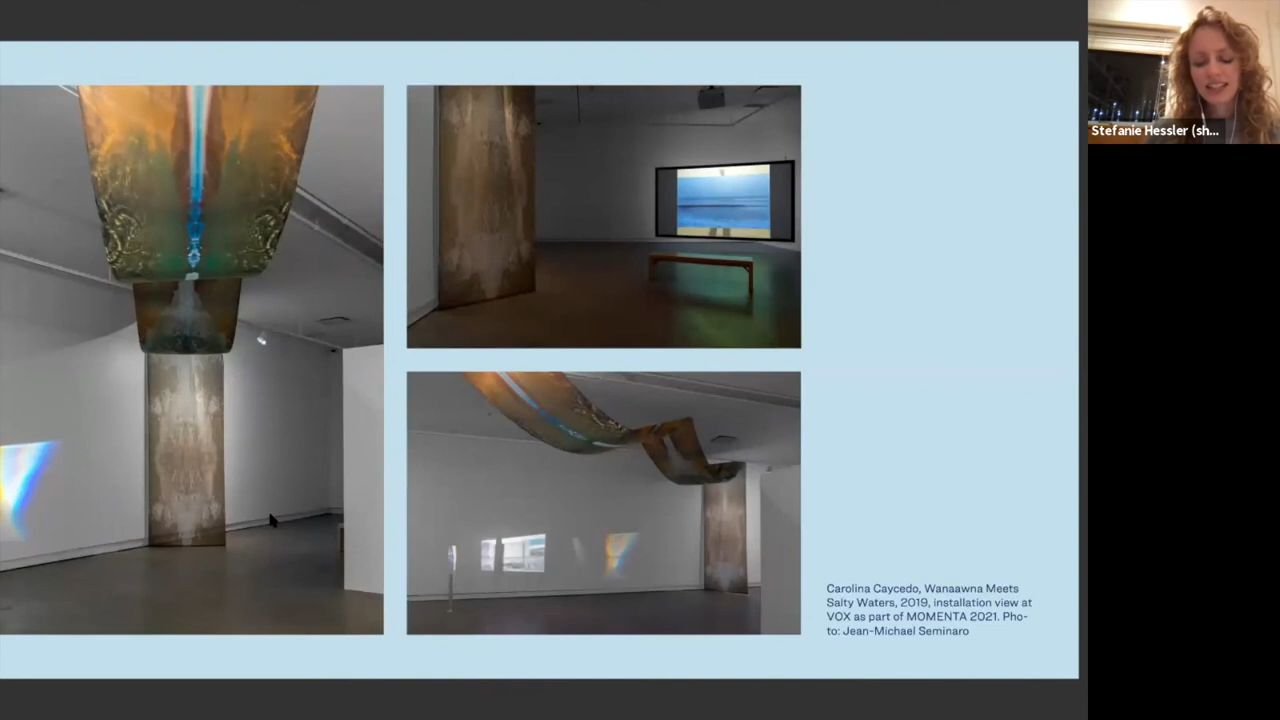 Stefanie Hessler (sh...
Carolina Caycedo, Wanaawna Meets
Salty Waters, 2019, installation view at
VOX as part of MOMENTA 2021. Pho-
to: Jean-Michael Seminaro